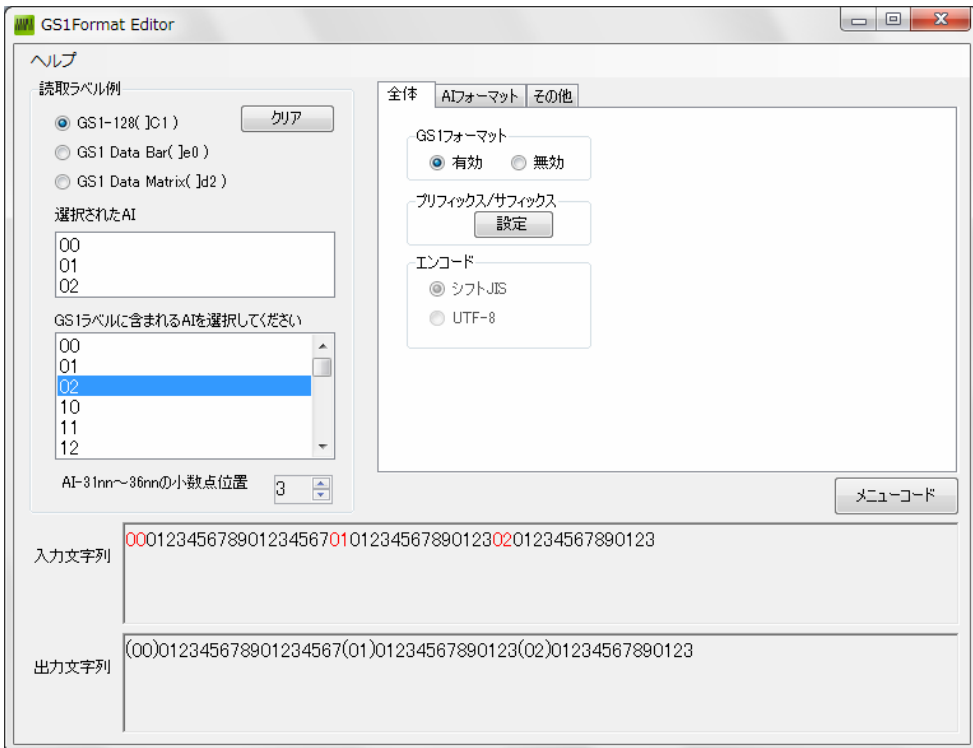 GS1Format Editor
ヘルプ
読取ラベル例
GS1-128( ]C1 )
クリア
GS1 Data Bar( ]e0 )
GS1 Data Matrix( ]d2 )
選択されたAI
00
01
02
GS1ラベルに含まれるAIを選択してください
00
01
02
10
11
12
AI-31nn～36nnの小数点位置
3
全体
AIフォーマット
その他
GS1フォーマット
有効
無効
プリフィックス/サフィックス
設定
エンコード
シフトJIS
UTF-8
メニューコード
入力文字列
0001234567890123456701012345678901230201234567890123
出力文字列
(00)012345678901234567(01)01234567890123(02)01234567890123